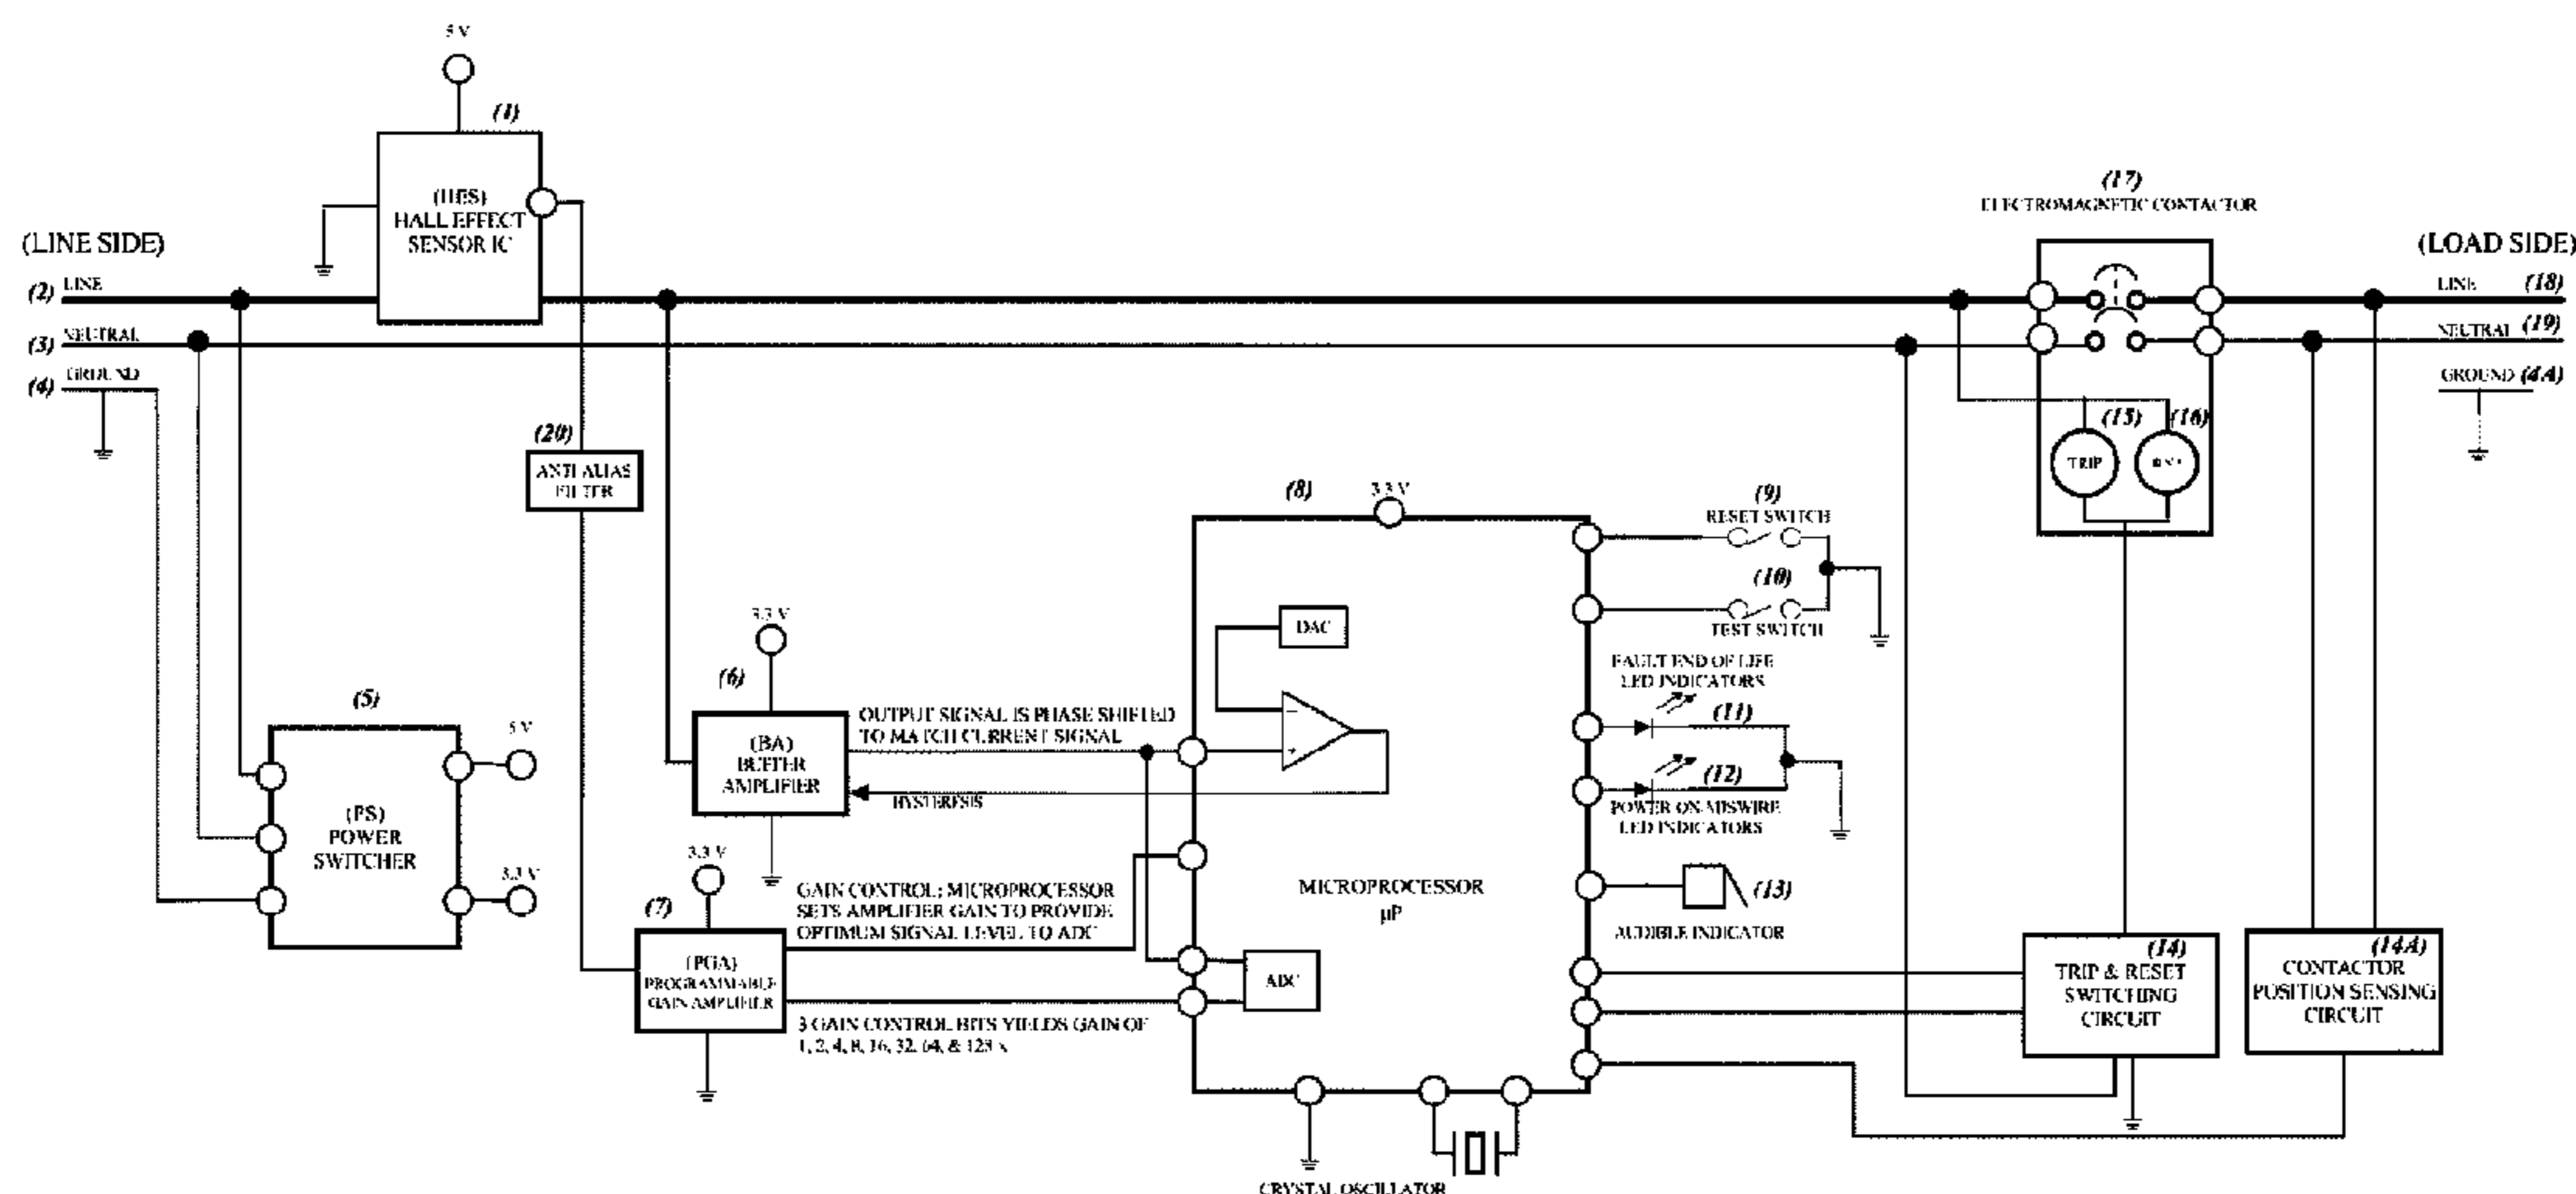 5 V
(1)
(HES)
HALL EFFECT
SENSOR IC
(LINE SIDE)
(2) LINE
(3) NEUTRAL
(4) GROUND
(17)
ELECTROMAGNETIC CONTACTOR
(LOAD SIDE)
LINE (18)
NEUTRAL (19)
GROUND (4A)
(15)
(16)
TRIP
(20)
ANTI ALIAS
FILTER
(5)
(PS)
POWER
SWITCHER
5 V
3.3 V
3.3 V
(6)
(BA)
BUFFER
AMPLIFIER
OUTPUT SIGNAL IS PHASE SHIFTED
TO MATCH CURRENT SIGNAL
HYSTERESIS
3.3 V
(7)
(PGA)
PROGRAMMABLE
GAIN AMPLIFIER
GAIN CONTROL: MICROPROCESSOR
SETS AMPLIFIER GAIN TO PROVIDE
OPTIMUM SIGNAL LEVEL TO ADC
3 GAIN CONTROL BITS YIELDS GAIN OF
1, 2, 4, 8, 16, 32, 64, & 128 x
(8)
3.3 V
DAC
−
+
MICROPROCESSOR
µP
ADC
CRYSTAL OSCILLATOR
(9)
RESET SWITCH
(10)
TEST SWITCH
FAULT END OF LIFE
LED INDICATORS
(11)
(12)
POWER ON MISWIRE
LED INDICATORS
(13)
AUDIBLE INDICATOR
(14)
TRIP & RESET
SWITCHING
CIRCUIT
(14A)
CONTACTOR
POSITION SENSING
CIRCUIT